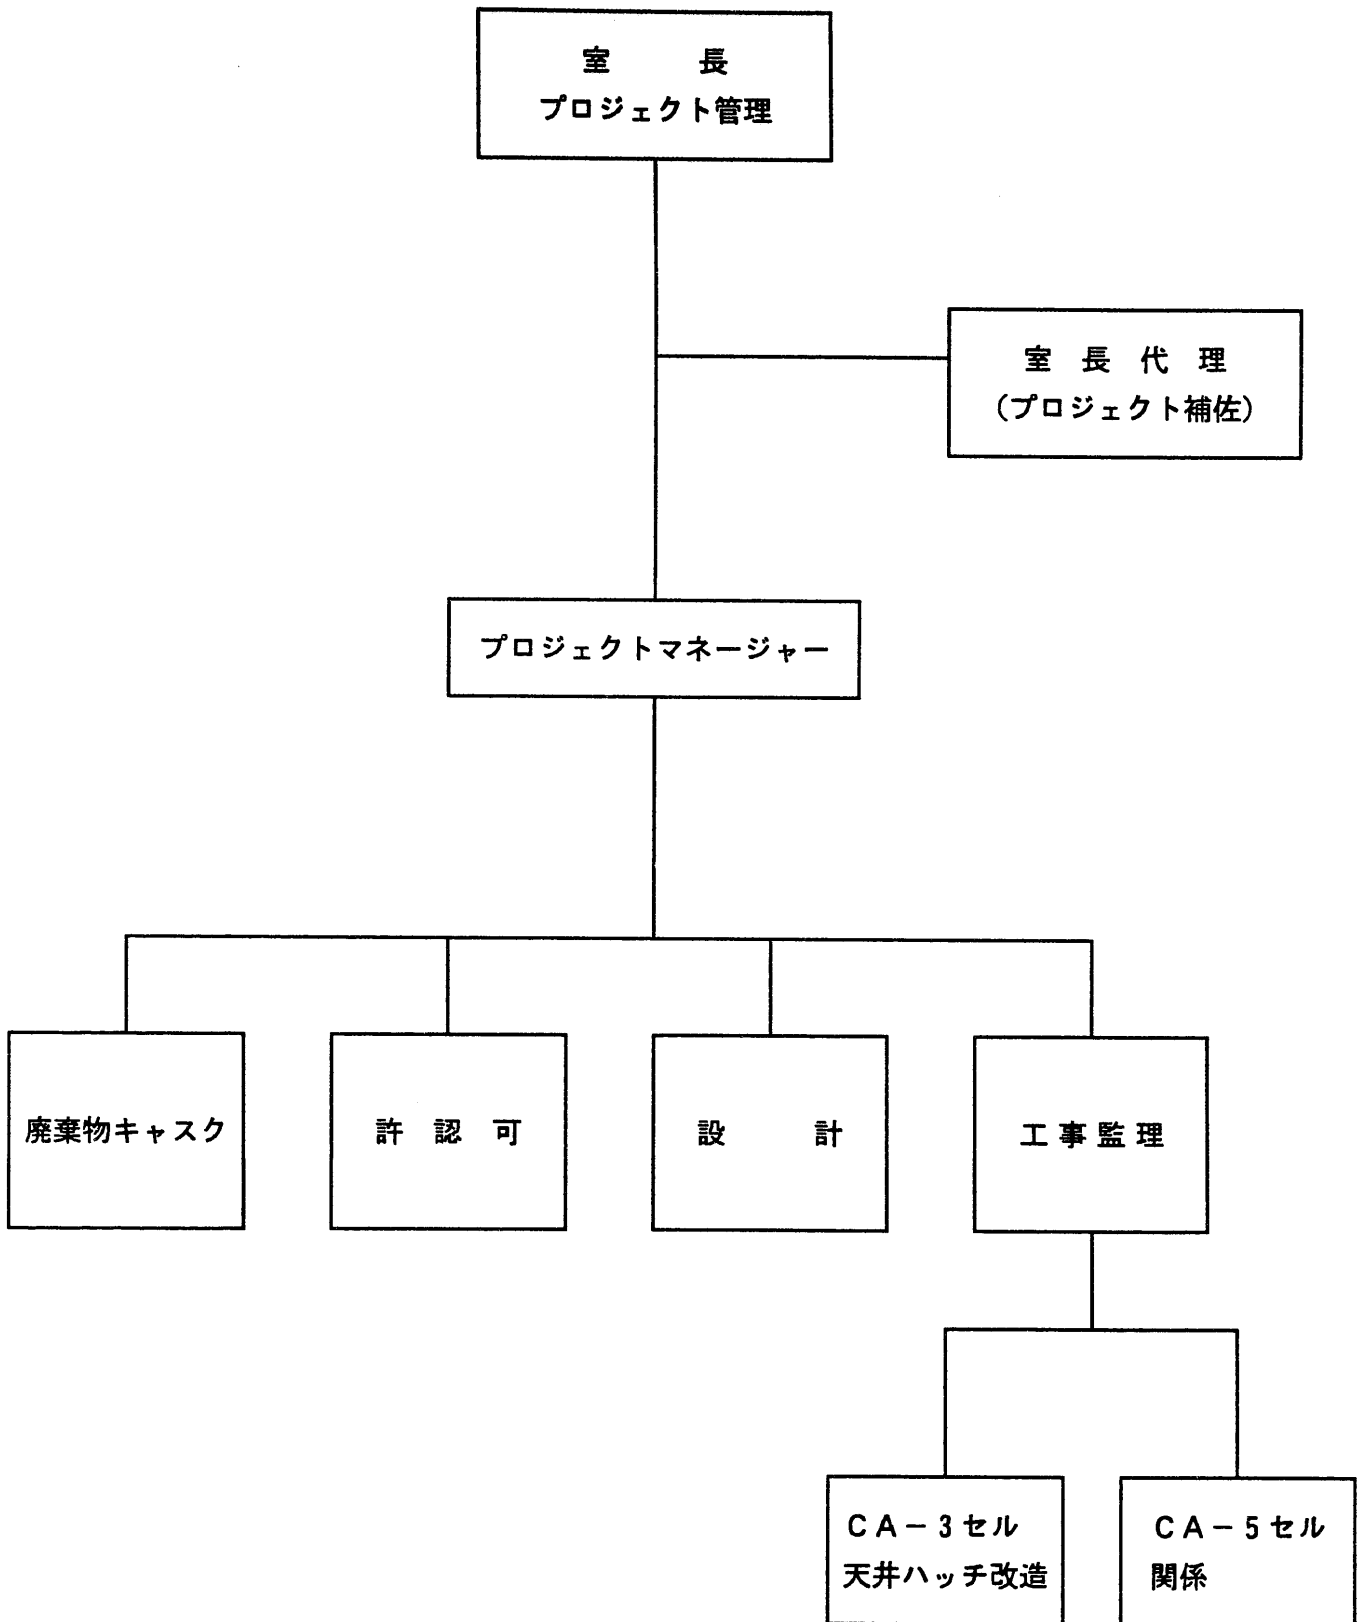 室長
プロジェクト管理
室長代理
(プロジェクト補佐)
プロジェクトマネージャー
廃棄物キャスク
許認可
設計
工事監理
CA-3セル
天井ハッチ改造
CA-5セル
関係